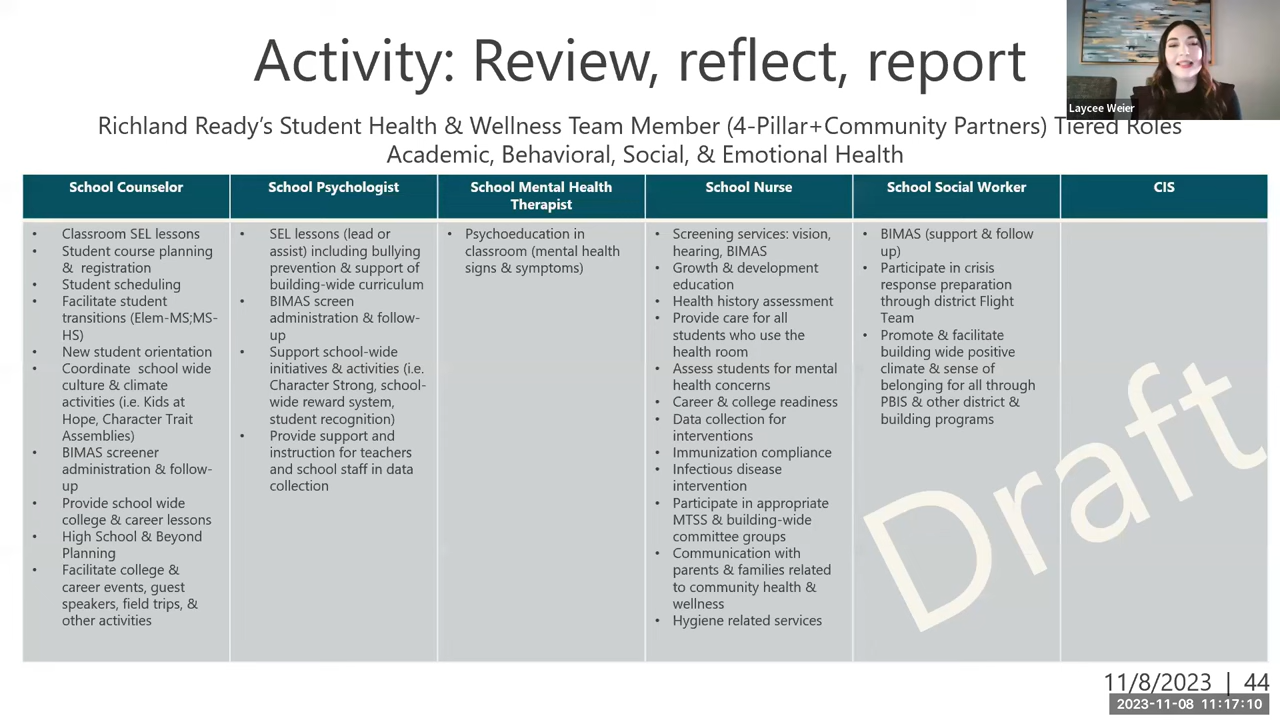 Activity: Review, reflect, report
Laycee Weier
Richland Ready's Student Health & Wellness Team Member (4-Pillar+Community Partners) Tiered Roles
Academic, Behavioral, Social, & Emotional Health
School Counselor
• Classroom SEL lessons
• Student course planning
& registration
• Student scheduling
• Facilitate student
transitions (Elem-MS;MS-
HS)
• New student orientation
• Coordinate school wide
culture & climate
activities (i.e. Kids at
Hope, Character Trait
Assemblies)
• BIMAS screener
administration & follow-
up
• Provide school wide
college & career lessons
• High School & Beyond
Planning
• Facilitate college &
career events, guest
speakers, field trips, &
other activities
School Psychologist
• SEL lessons (lead or
assist) including bullying
prevention & support of
building-wide curriculum
• BIMAS screen
administration & follow-
up
• Support school-wide
initiatives & activities (i.e.
Character Strong, school-
wide reward system,
student recognition)
• Provide support and
instruction for teachers
and school staff in data
collection
School Mental Health
Therapist
• Psychoeducation in
classroom (mental health
signs & symptoms)
School Nurse
• Screening services: vision,
hearing, BIMAS
• Growth & development
education
• Health history assessment
• Provide care for all
students who use the
health room
• Assess students for mental
health concerns
• Career & college readiness
• Data collection for
interventions
• Immunization compliance
• Infectious disease
intervention
• Participate in appropriate
MTSS & building-wide
committee groups
• Communication with
parents & families related
to community health &
wellness
• Hygiene related services
School Social Worker
• BIMAS (support & follow
up)
• Participate in crisis
response preparation
through district Flight
Team
• Promote & facilitate
building wide positive
climate & sense of
belonging for all through
PBIS & other district &
building programs
CIS
Draft
11/8/2023 | 44
2023-11-08 11:17:10